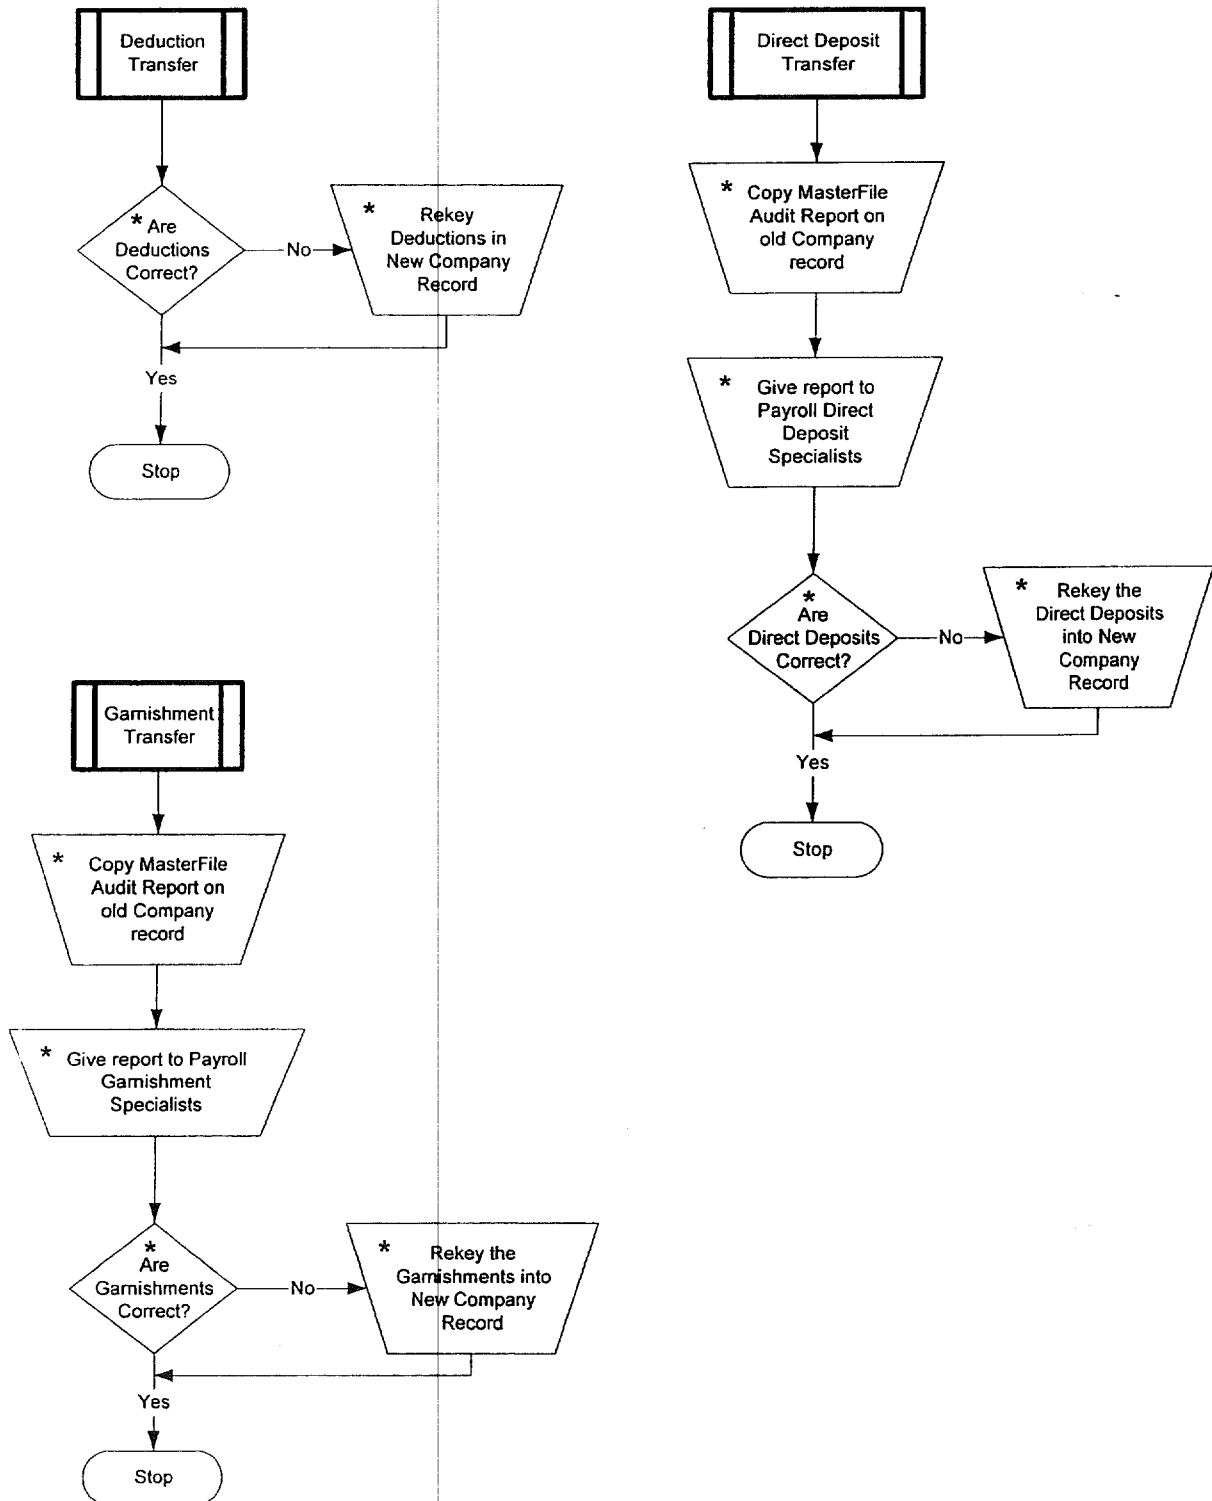 Deduction
Transfer
* Are
Deductions
Correct?
No
* Rekey
Deductions in
New Company
Record
Yes
Stop
Direct Deposit
Transfer
* Copy MasterFile
Audit Report on
old Company
record
* Give report to
Payroll Direct
Deposit
Specialists
*
Are
Direct Deposits
Correct?
No
* Rekey the
Direct Deposits
into New
Company
Record
Yes
Stop
Garnishment
Transfer
* Copy MasterFile
Audit Report on
old Company
record
* Give report to Payroll
Garnishment
Specialists
*
Are
Garnishments
Correct?
No
* Rekey the
Garnishments into
New Company
Record
Yes
Stop